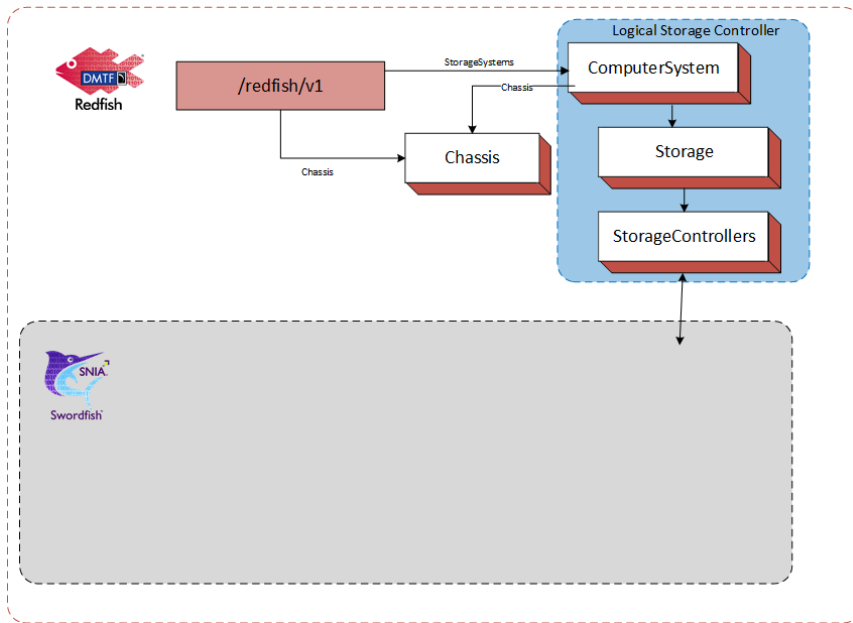 Logical Storage Controller
StorageSystems
ComputerSystem
DMTF
/redfish/v1
Chassis
Redfish
Chassis
Storage
Chassis
StorageControllers
SNIA
Swordfish